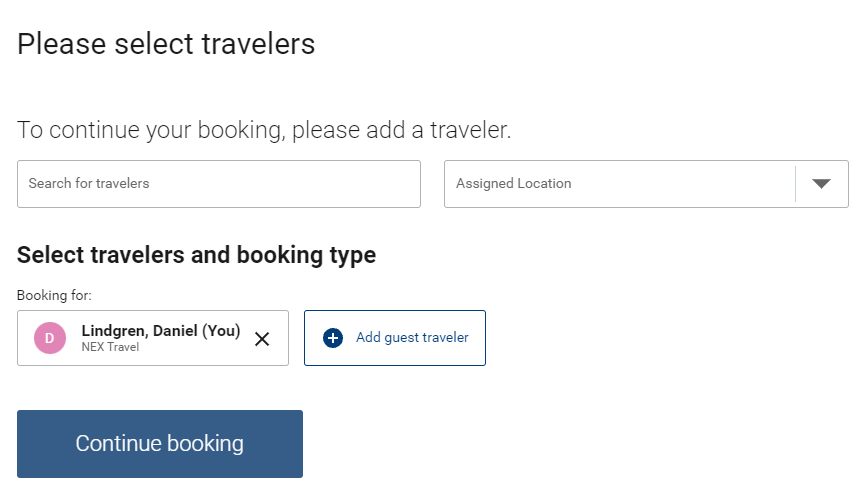 Please select travelers
To continue your booking, please add a traveler.
Search for travelers
Assigned Location
Select travelers and booking type
Booking for:
D
Lindgren, Daniel (You)
NEX Travel
Add guest traveler
Continue booking